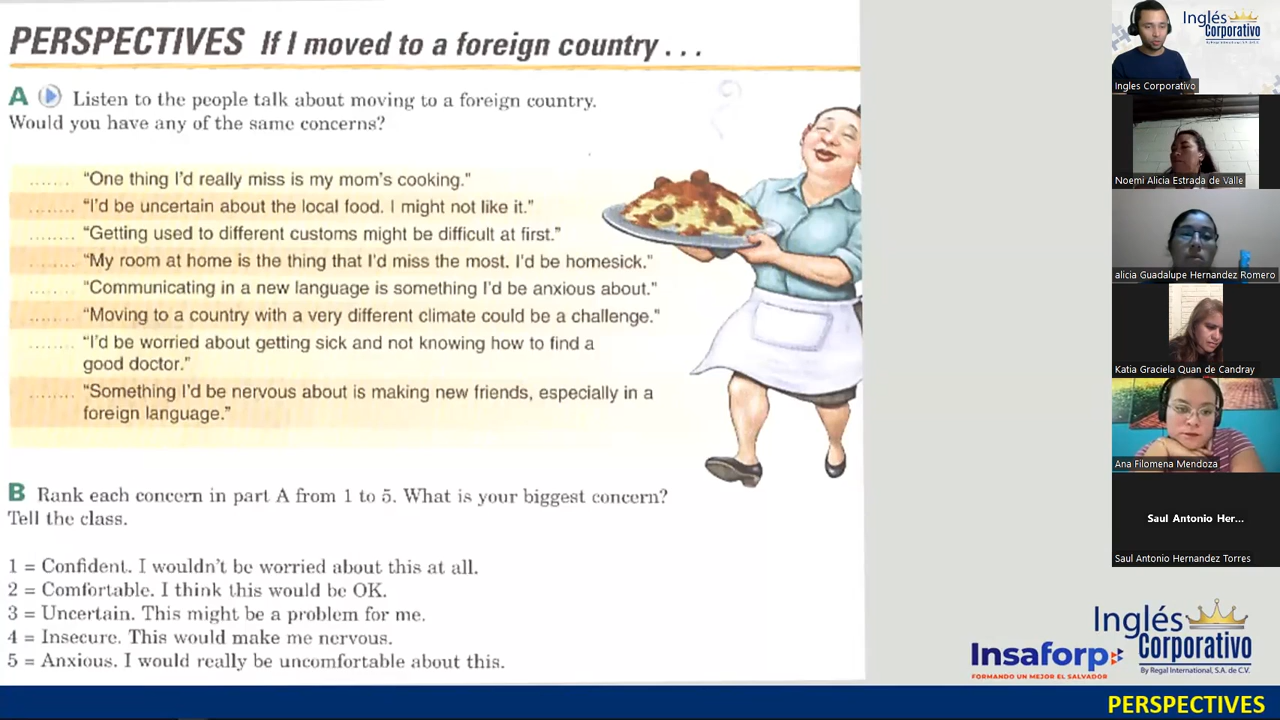 PERSPECTIVES If I moved to a foreign country . . .
A Listen to the people talk about moving to a foreign country.
Would you have any of the same concerns?
........ "One thing I'd really miss is my mom's cooking."
........ "I'd be uncertain about the local food. I might not like it."
........ "Getting used to different customs might be difficult at first."
........ "My room at home is the thing that I'd miss the most. I'd be homesick."
........ "Communicating in a new language is something I'd be anxious about."
........ "Moving to a country with a very different climate could be a challenge."
........ "I'd be worried about getting sick and not knowing how to find a
good doctor."
........ "Something I'd be nervous about is making new friends, especially in a
foreign language."
B Rank each concern in part A from 1 to 5. What is your biggest concern?
Tell the class.
1 = Confident. I wouldn't be worried about this at all.
2 = Comfortable. I think this would be OK.
3 = Uncertain. This might be a problem for me.
4 = Insecure. This would make me nervous.
5 = Anxious. I would really be uncomfortable about this.
Inglés
Corporativo
By Regal International, S.A. de C.V.
Ingles Corporativo
Noemi Alicia Estrada de Valle
alicia Guadalupe Hernandez Romero
Katia Graciela Quan de Candray
Ana Filomena Mendoza
Saul Antonio Her...
Saul Antonio Hernandez Torres
Insaforp
FORMANDO UN MEJOR EL SALVADOR
Inglés
Corporativo
By Regal International, S.A. de C.V.
PERSPECTIVES